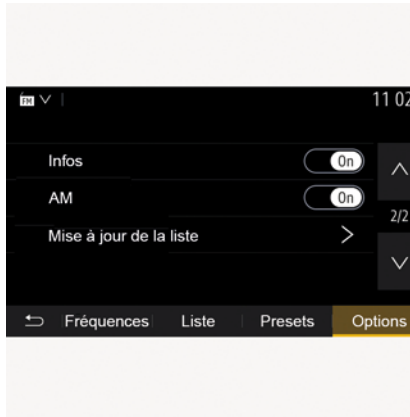 FM 11 02
Infos On
AM On
2/2
Mise à jour de la liste
Fréquences Liste Presets Options